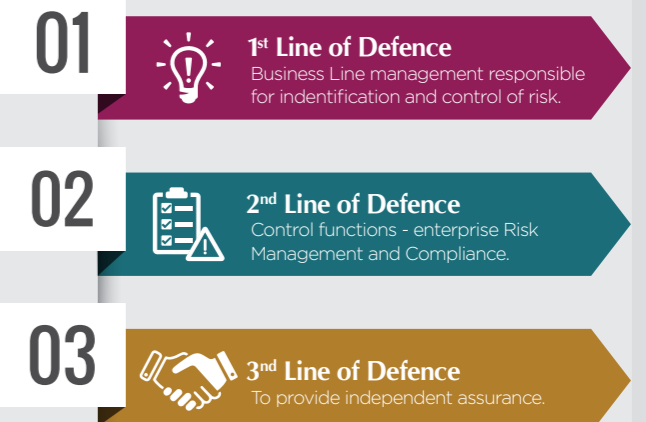 01
1st Line of Defence
Business Line management responsible
for indentification and control of risk.
02
2nd Line of Defence
Control functions - enterprise Risk
Management and Compliance.
03
3nd Line of Defence
To provide independent assurance.